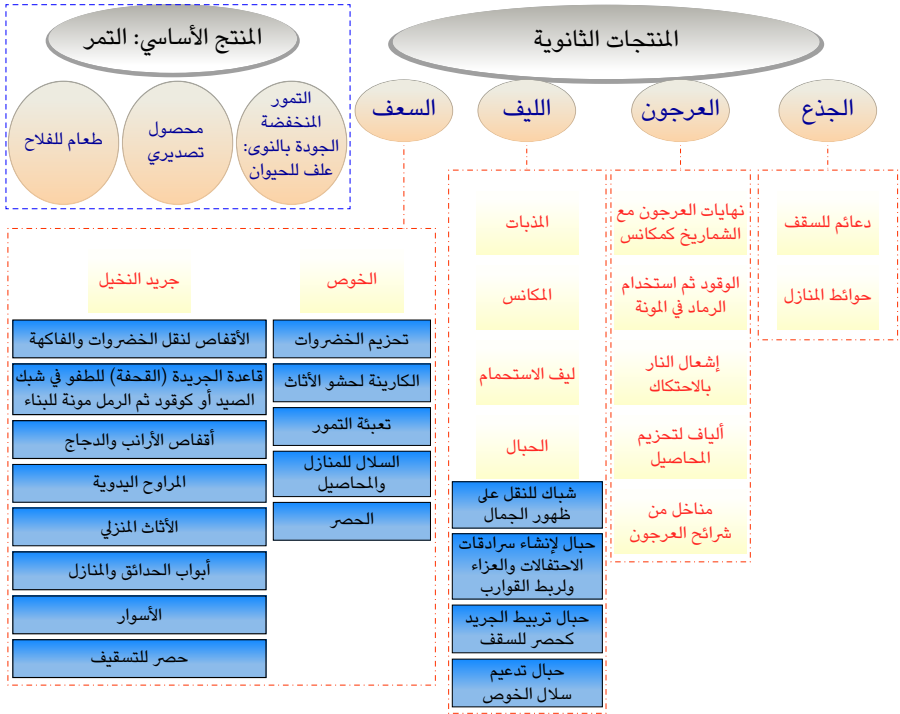 المنتجات الثانوية
المنتج الأساسي: التمر
الجذع
العرجون
الليف
السعف
التمور
المنخفضة
الجودة بالنوى:
علف للحيوان
محصول
تصديري
طعام للفلاح
دعائم للسقف
حوائط المنازل
نهايات العرجون مع
الشماريخ كمكانس
الوقود ثم استخدام
الرماد في المونة
إشعال النار
بالاحتكاك
ألياف لتحزيم
المحاصيل
مناخل من
شرائح العرجون
المذبات
المكانس
ليف الاستحمام
الحبال
شباك للنقل على
ظهور الجمال
حبال لإنشاء سرادقات
الاحتفالات والعزاء
ولربط القوارب
حبال تربيط الجريد
كحصر للسقف
حبال تدعيم
سلال الخوص
الخوص
تحزيم الخضروات
الكارينة لحشو الأثاث
تعبئة التمور
السلال للمنازل
والمحاصيل
الحصر
جريد النخيل
الأقفاص لنقل الخضروات والفاكهة
قاعدة الجريدة (القحفة) للطفو في شبك
الصيد أو كوقود ثم الرمل مونة للبناء
أقفاص الأرانب والدجاج
المراوح اليدوية
الأثاث المنزلي
أبواب الحدائق والمنازل
الأسوار
حصر للتسقيف